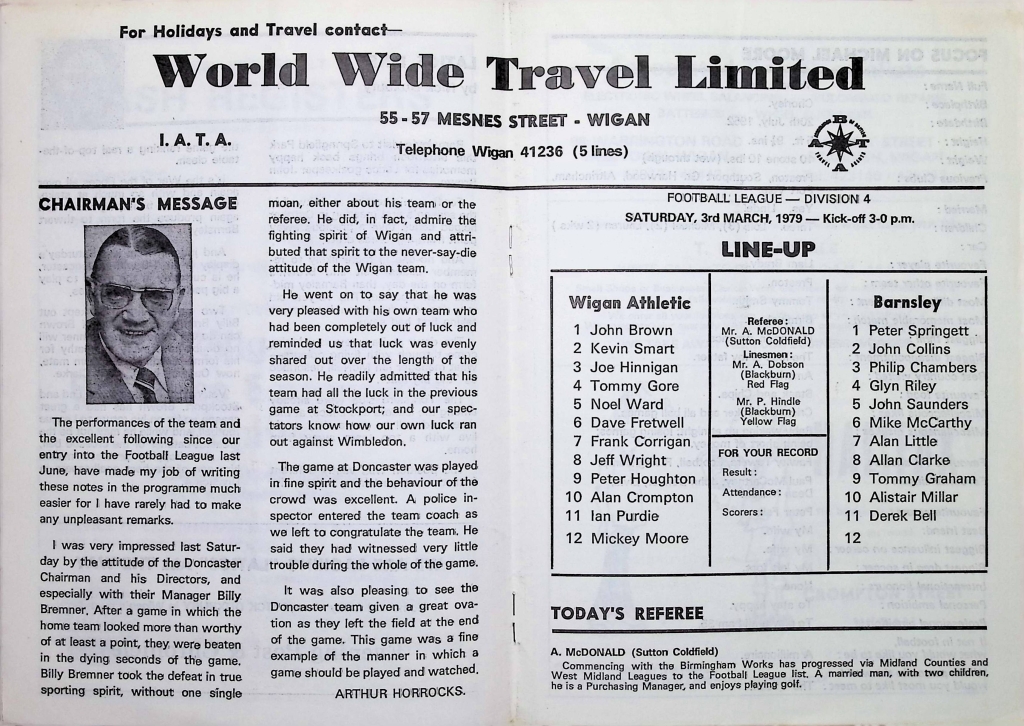 For Holidays and Travel contact—
World Wide Travel Limited
55-57 MESNES STREET - WIGAN
I. A. T. A.
Telephone Wigan 41236 (5 lines)
CHAIRMAN'S MESSAGE
The performances of the team and
the excellent following since our
entry into the Football League last
June, have made my job of writing
these notes in the programme much
easier for I have rarely had to make
any unpleasant remarks.
I was very impressed last Satur-
day by the attitude of the Doncaster
Chairman and his Directors, and
especially with their Manager Billy
Bremner. After a game in which the
home team looked more than worthy
of at least a point, they were beaten
in the dying seconds of the game.
Billy Bremner took the defeat in true
sporting spirit, without one single
moan, either about his team or the
referee. He did, in fact, admire the
fighting spirit of Wigan and attri-
buted that spirit to the never-say-die
attitude of the Wigan team.
He went on to say that he was
very pleased with his own team who
had been completely out of luck and
reminded us that luck was evenly
shared out over the length of the
season. He readily admitted that his
team had all the luck in the previous
game at Stockport; and our spec-
tators know how our own luck ran
out against Wimbledon.
The game at Doncaster was played
in fine spirit and the behaviour of the
crowd was excellent. A police in-
spector entered the team coach as
we left to congratulate the team. He
said they had witnessed very little
trouble during the whole of the game.
It was also pleasing to see the
Doncaster team given a great ova-
tion as they left the field at the end
of the game. This game was a fine
example of the manner in which a
game should be played and watched.
ARTHUR HORROCKS.
FOOTBALL LEAGUE — DIVISION 4
SATURDAY, 3rd MARCH, 1979 — Kick-off 3-0 p.m.
LINE-UP
Wigan Athletic
1 John Brown
2 Kevin Smart
3 Joe Hinnigan
4 Tommy Gore
5 Noel Ward
6 Dave Fretwell
7 Frank Corrigan
8 Jeff Wright
9 Peter Houghton
10 Alan Crompton
11 Ian Purdie
12 Mickey Moore
Referee:
Mr. A. McDONALD
(Sutton Coldfield)
Linesmen:
Mr. A. Dobson
(Blackburn)
Red Flag
Mr. P. Hindle
(Blackburn)
Yellow Flag
FOR YOUR RECORD
Result:
Attendance:
Scorers:
Barnsley
1 Peter Springett
2 John Collins
3 Philip Chambers
4 Glyn Riley
5 John Saunders
6 Mike McCarthy
7 Alan Little
8 Allan Clarke
9 Tommy Graham
10 Alistair Millar
11 Derek Bell
12
TODAY'S REFEREE
A. McDONALD (Sutton Coldfield)
Commencing with the Birmingham Works has progressed via Midland Counties and
West Midland Leagues to the Football League list. A married man, with two children,
he is a Purchasing Manager, and enjoys playing golf.